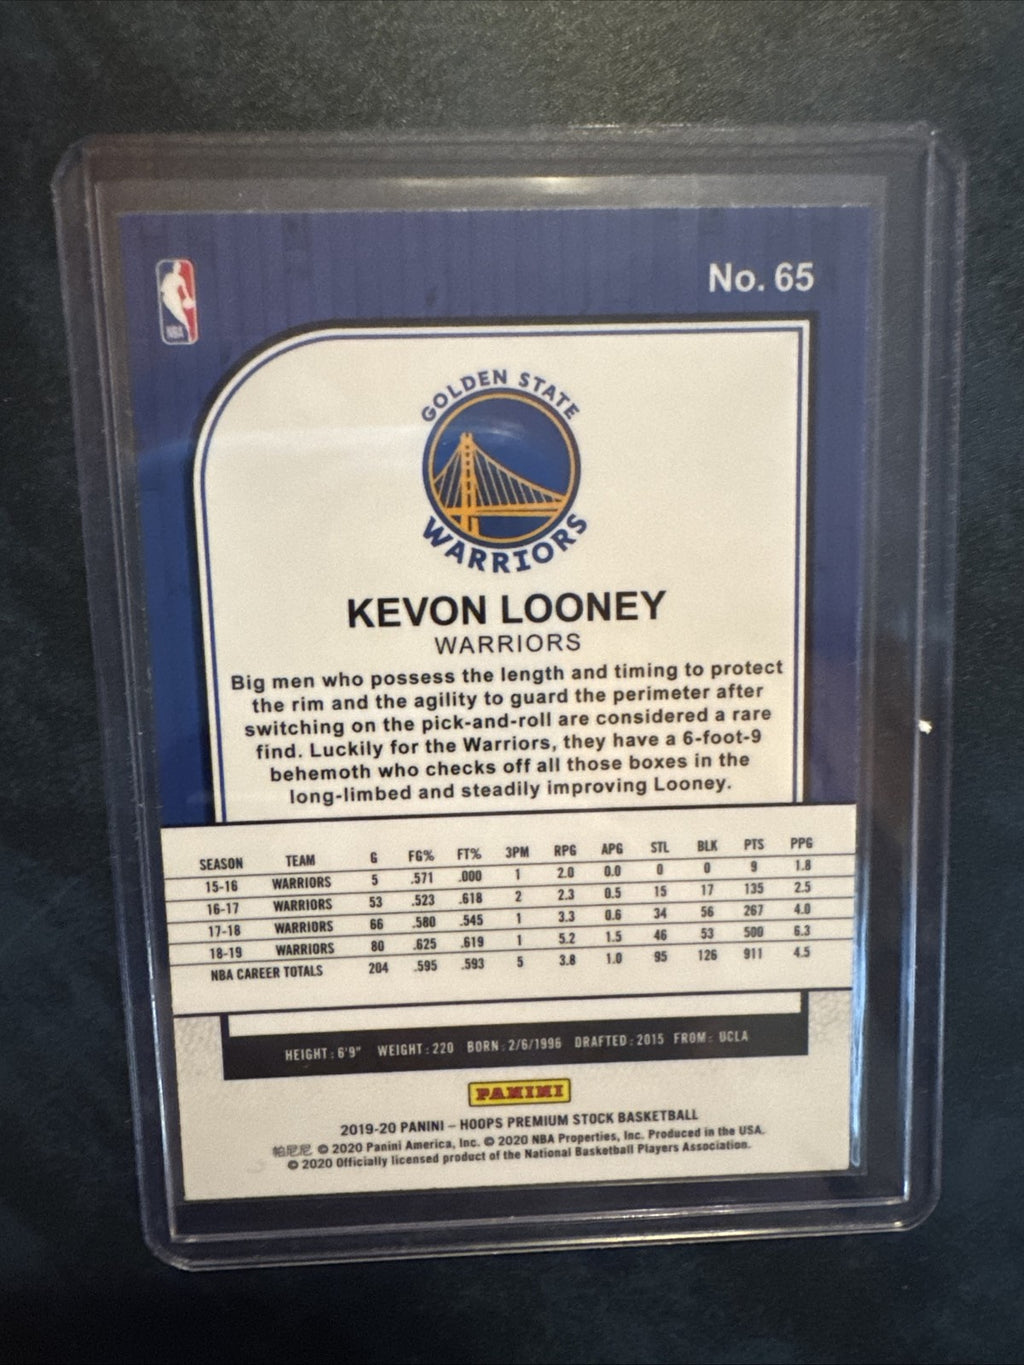 No. 65
NBA
GOLDEN STATE
WARRIORS
KEVON LOONEY
WARRIORS
Big men who possess the length and timing to protect
the rim and the agility to guard the perimeter after
switching on the pick-and-roll are considered a rare
find. Luckily for the Warriors, they have a 6-foot-9
behemoth who checks off all those boxes in the
long-limbed and steadily improving Looney.
SEASON TEAM G FG% FT% 3PM RPG APG STL BLK PTS PPG
15-16 WARRIORS 5 .571 .000 1 2.0 0.0 0 0 9 1.8
16-17 WARRIORS 53 .523 .618 2 2.3 0.5 15 17 135 2.5
17-18 WARRIORS 66 .580 .545 1 3.3 0.6 34 56 267 4.0
18-19 WARRIORS 80 .625 .619 1 5.2 1.5 46 53 500 6.3
NBA CAREER TOTALS 204 .595 .593 5 3.8 1.0 95 126 911 4.5
HEIGHT: 6'9" WEIGHT: 220 BORN: 2/6/1996 DRAFTED: 2015 FROM: UCLA
PANINI
2019-20 PANINI – HOOPS PREMIUM STOCK BASKETBALL
帕尼尼 © 2020 Panini America, Inc. © 2020 NBA Properties, Inc. Produced in the USA.
© 2020 Officially licensed product of the National Basketball Players Association.